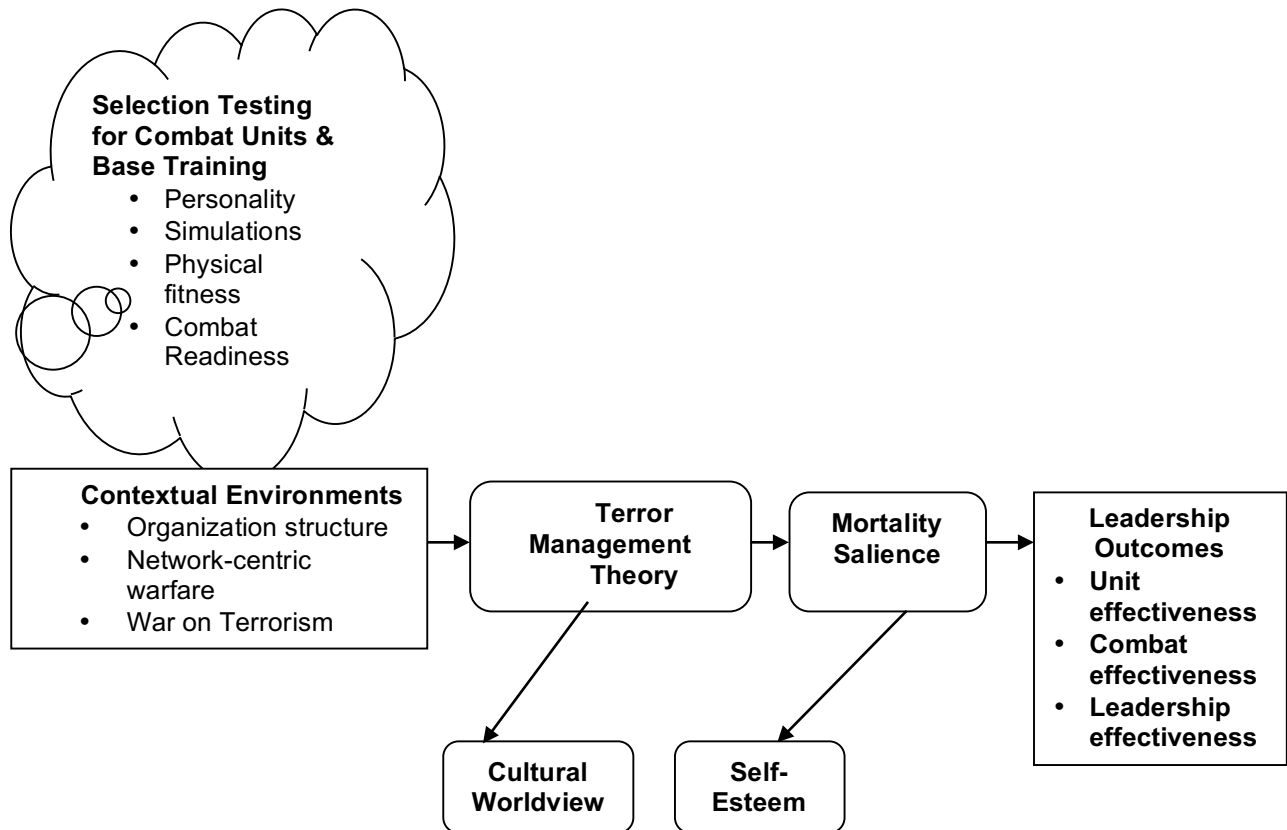 Selection Testing
for Combat Units &
Base Training
• Personality
• Simulations
• Physical
fitness
• Combat
Readiness
Contextual Environments
• Organization structure
• Network-centric
warfare
• War on Terrorism
Terror
Management
Theory
Mortality
Salience
Leadership
Outcomes
• Unit
effectiveness
• Combat
effectiveness
• Leadership
effectiveness
Cultural
Worldview
Self-
Esteem